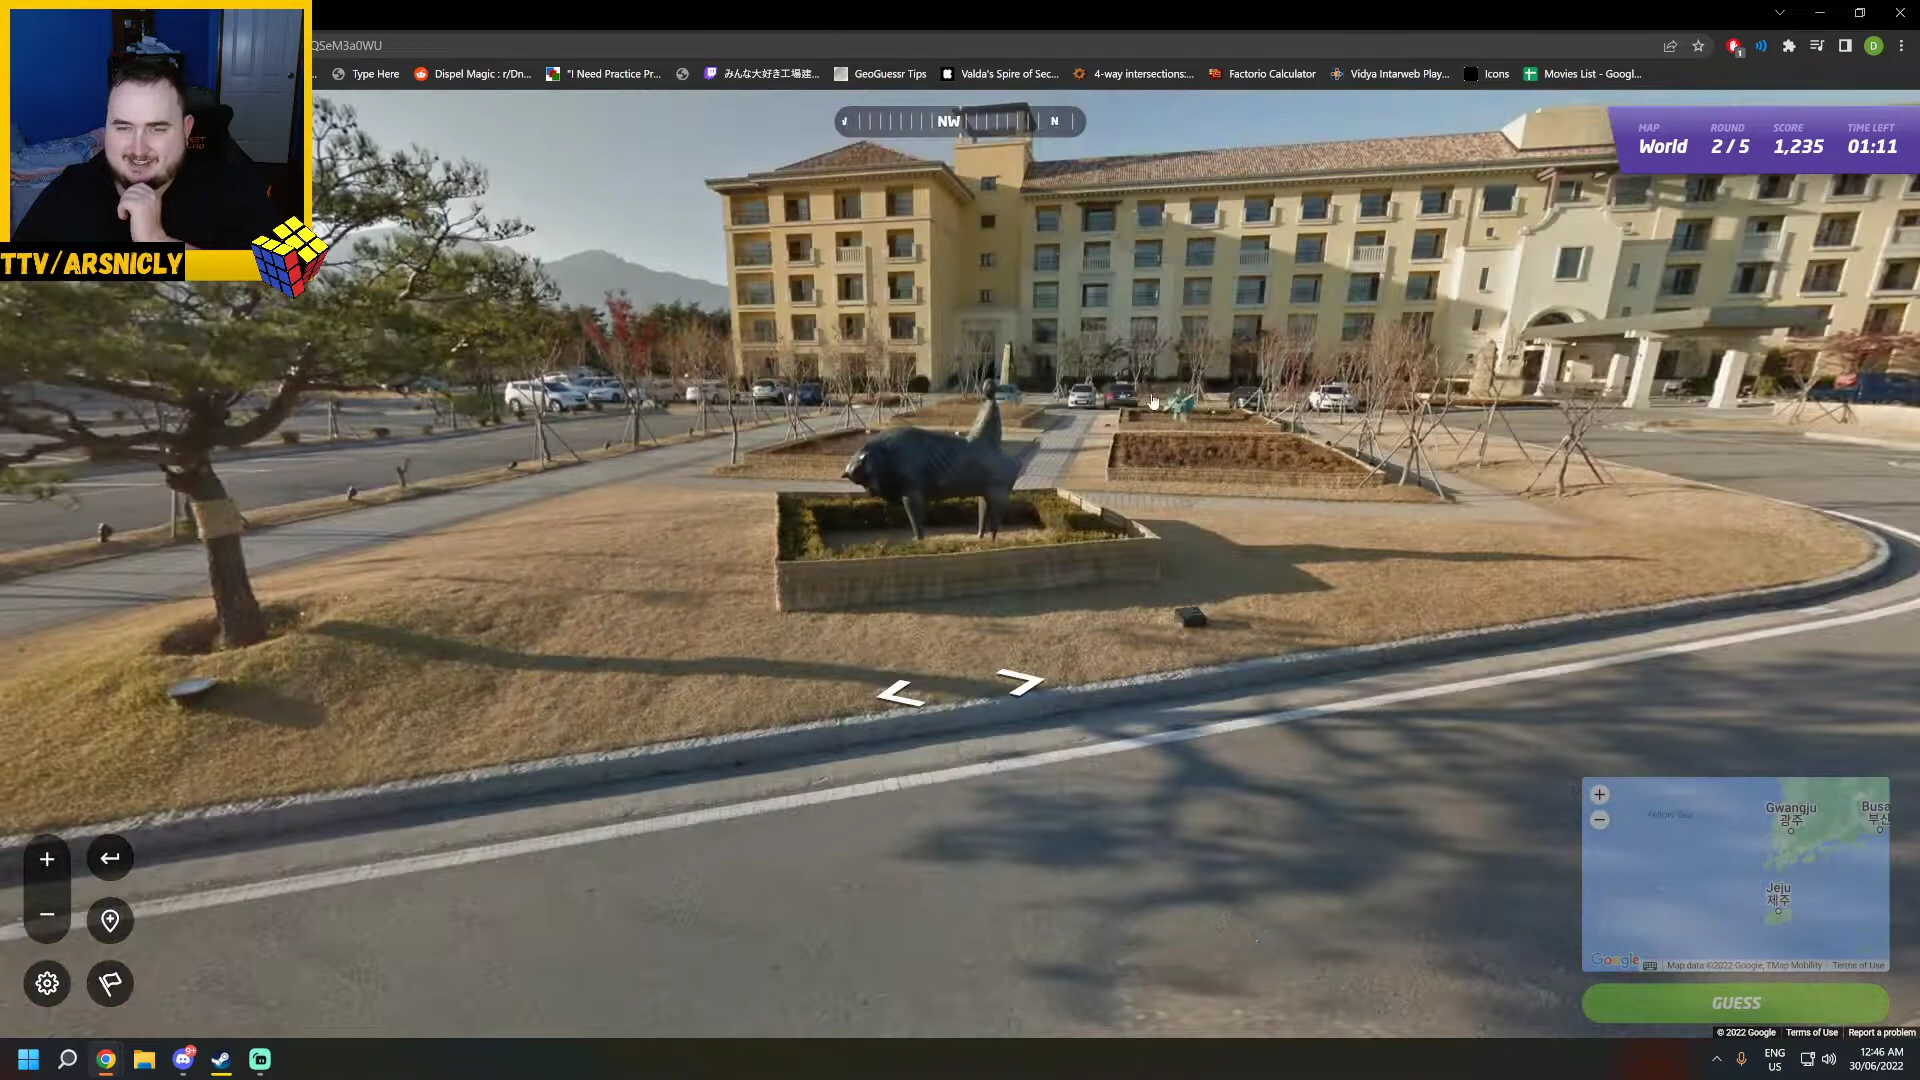 QSeM3a0WU
Type Here
Dispel Magic : r/Dn...
"I Need Practice Pr...
みんな大好き工場建...
GeoGuessr Tips
Valda's Spire of Sec...
4-way intersections:...
Factorio Calculator
Vidya Intarweb Play...
Icons
Movies List - Googl...
NW
N
MAP
World
ROUND
2 / 5
SCORE
1,235
TIME LEFT
01:11
TTV/ARSNICLY
Gwangju
광주
Busa
부산
Yellow Sea
Jeju
제주
Google
Map data ©2022 Google, TMap Mobility
Terms of Use
GUESS
© 2022 Google
Terms of Use
Report a problem
ENG
US
12:46 AM
30/06/2022